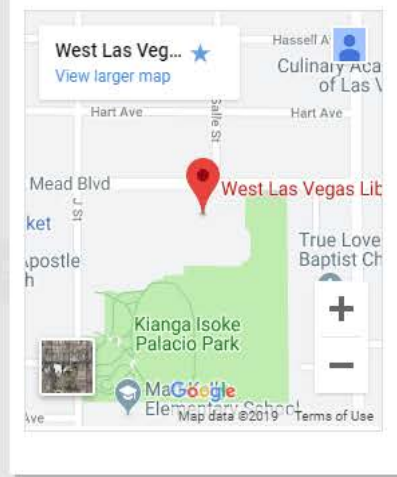 West Las Veg...
View larger map
Hassell A
Culinary Aca
of Las V
Hart Ave
Hart Ave
Salle St
Mead Blvd
West Las Vegas Lib
J St
ket
postle
h
True Love
Baptist Ch
+
Kianga Isoke
Palacio Park
−
Google
Elementary School
Ave
Map data ©2019
Terms of Use